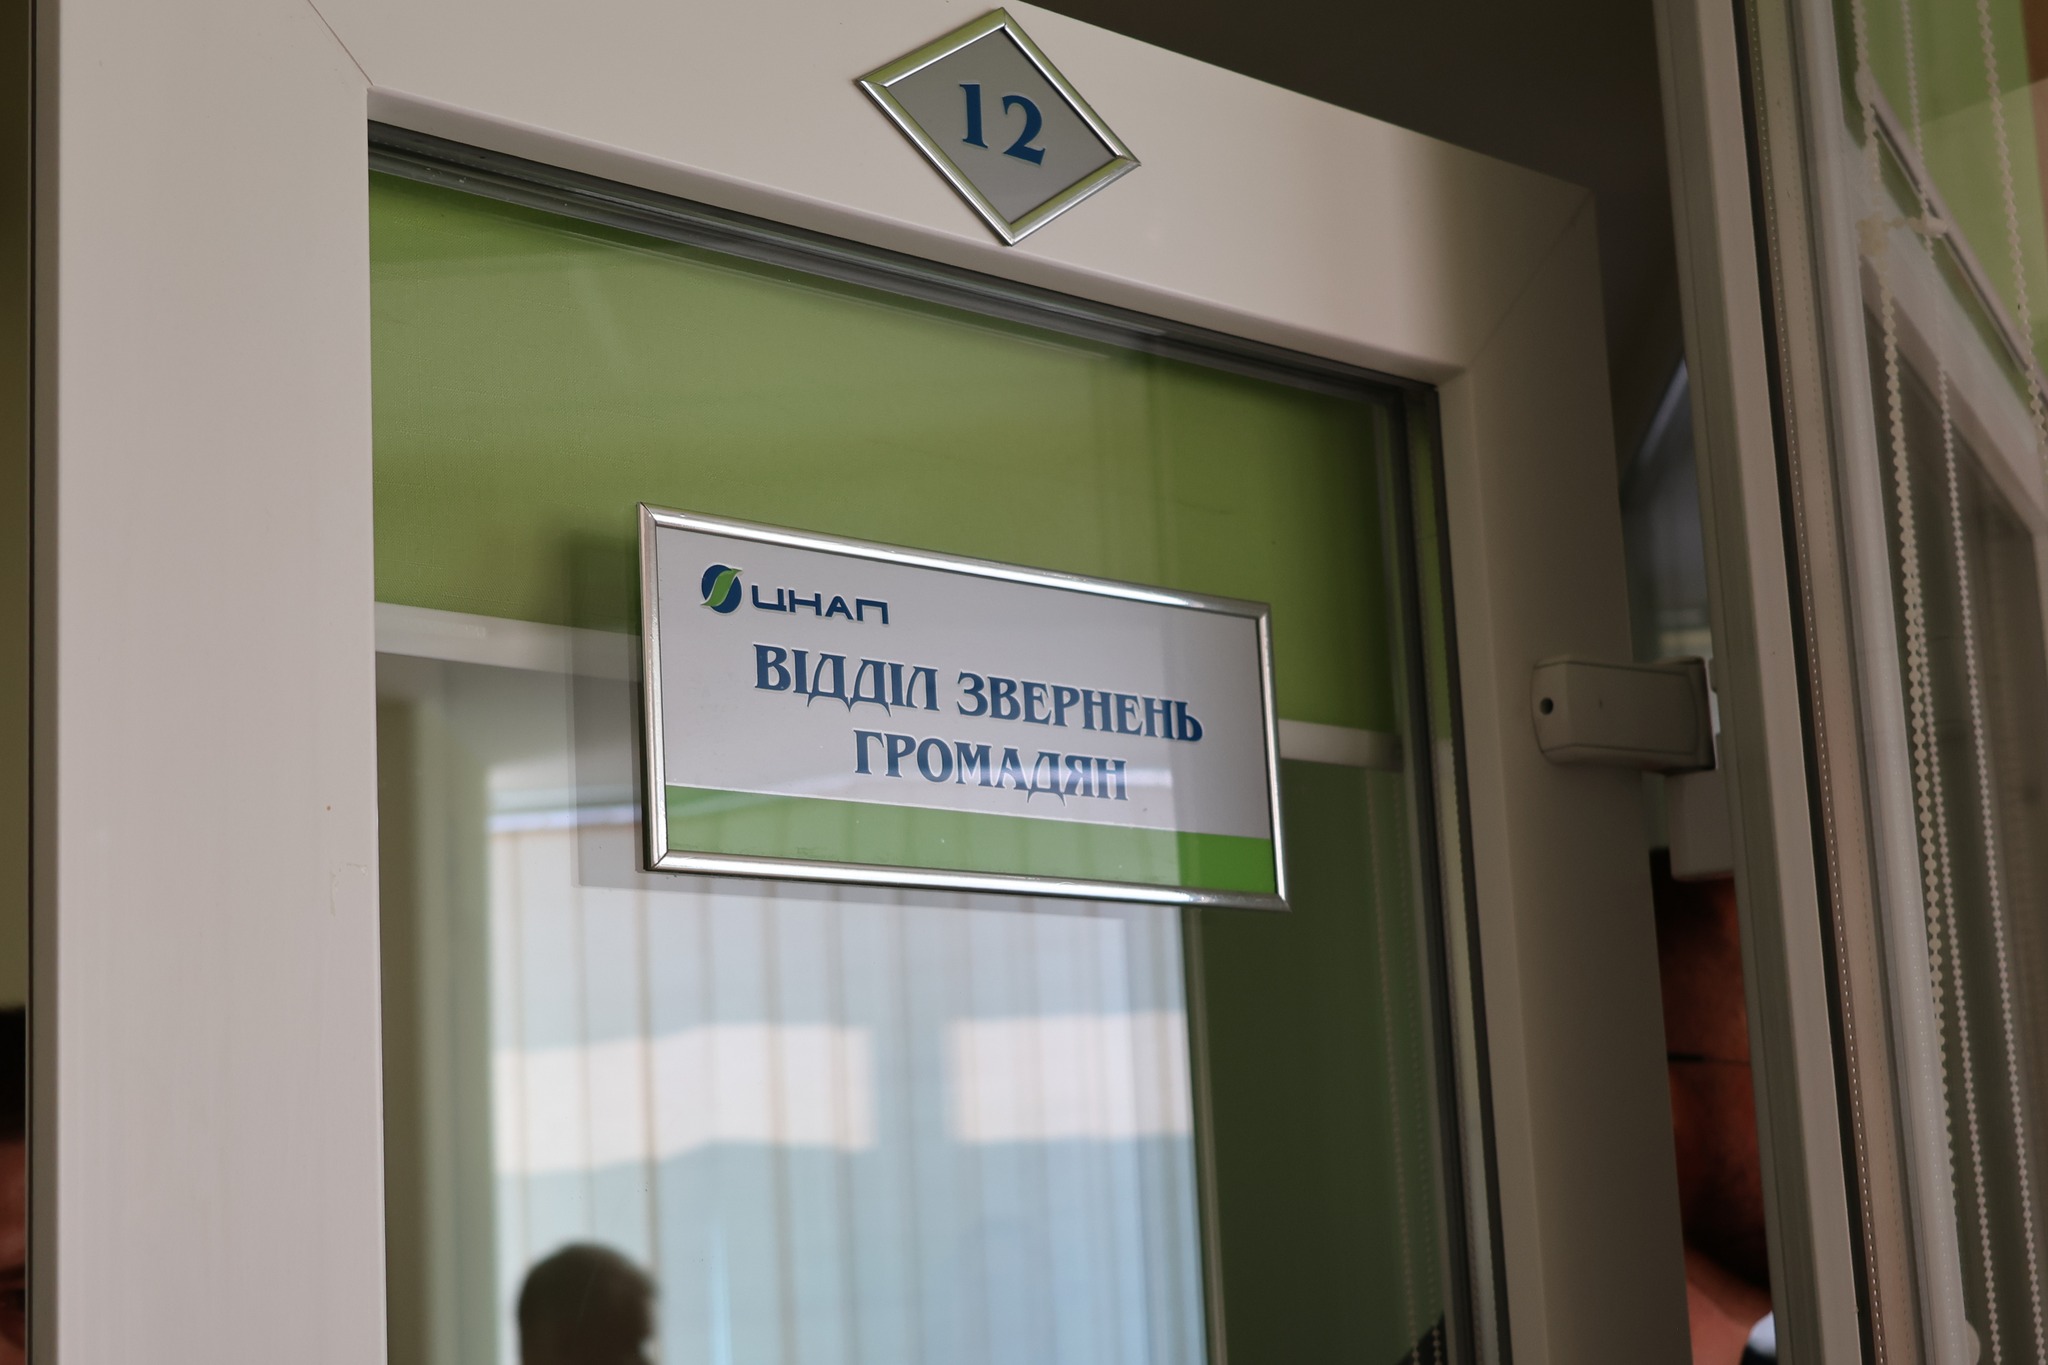 12
ЦНАП
ВІДДІЛ ЗВЕРНЕНЬ
ГРОМАДЯН